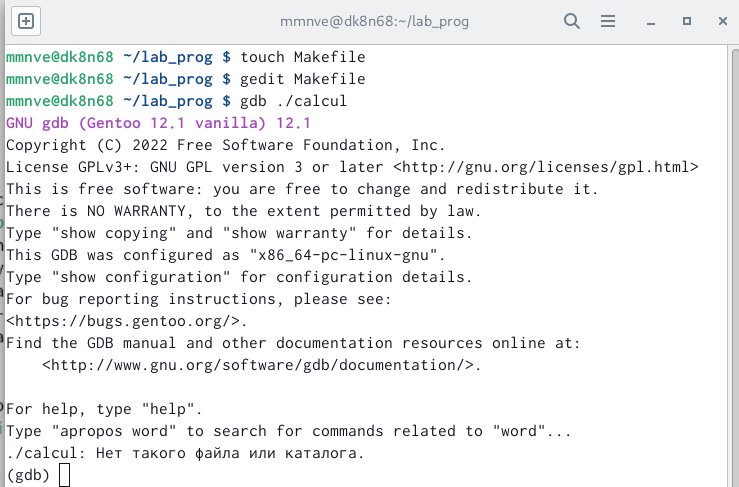 mmnve@dk8n68:~/lab_prog
mmnve@dk8n68 ~/lab_prog $ touch Makefile
mmnve@dk8n68 ~/lab_prog $ gedit Makefile
mmnve@dk8n68 ~/lab_prog $ gdb ./calcul
GNU gdb (Gentoo 12.1 vanilla) 12.1
Copyright (C) 2022 Free Software Foundation, Inc.
License GPLv3+: GNU GPL version 3 or later <http://gnu.org/licenses/gpl.html>
This is free software: you are free to change and redistribute it.
There is NO WARRANTY, to the extent permitted by law.
Type "show copying" and "show warranty" for details.
This GDB was configured as "x86_64-pc-linux-gnu".
Type "show configuration" for configuration details.
For bug reporting instructions, please see:
<https://bugs.gentoo.org/>.
Find the GDB manual and other documentation resources online at:
    <http://www.gnu.org/software/gdb/documentation/>.
For help, type "help".
Type "apropos word" to search for commands related to "word"...
./calcul: Нет такого файла или каталога.
(gdb)